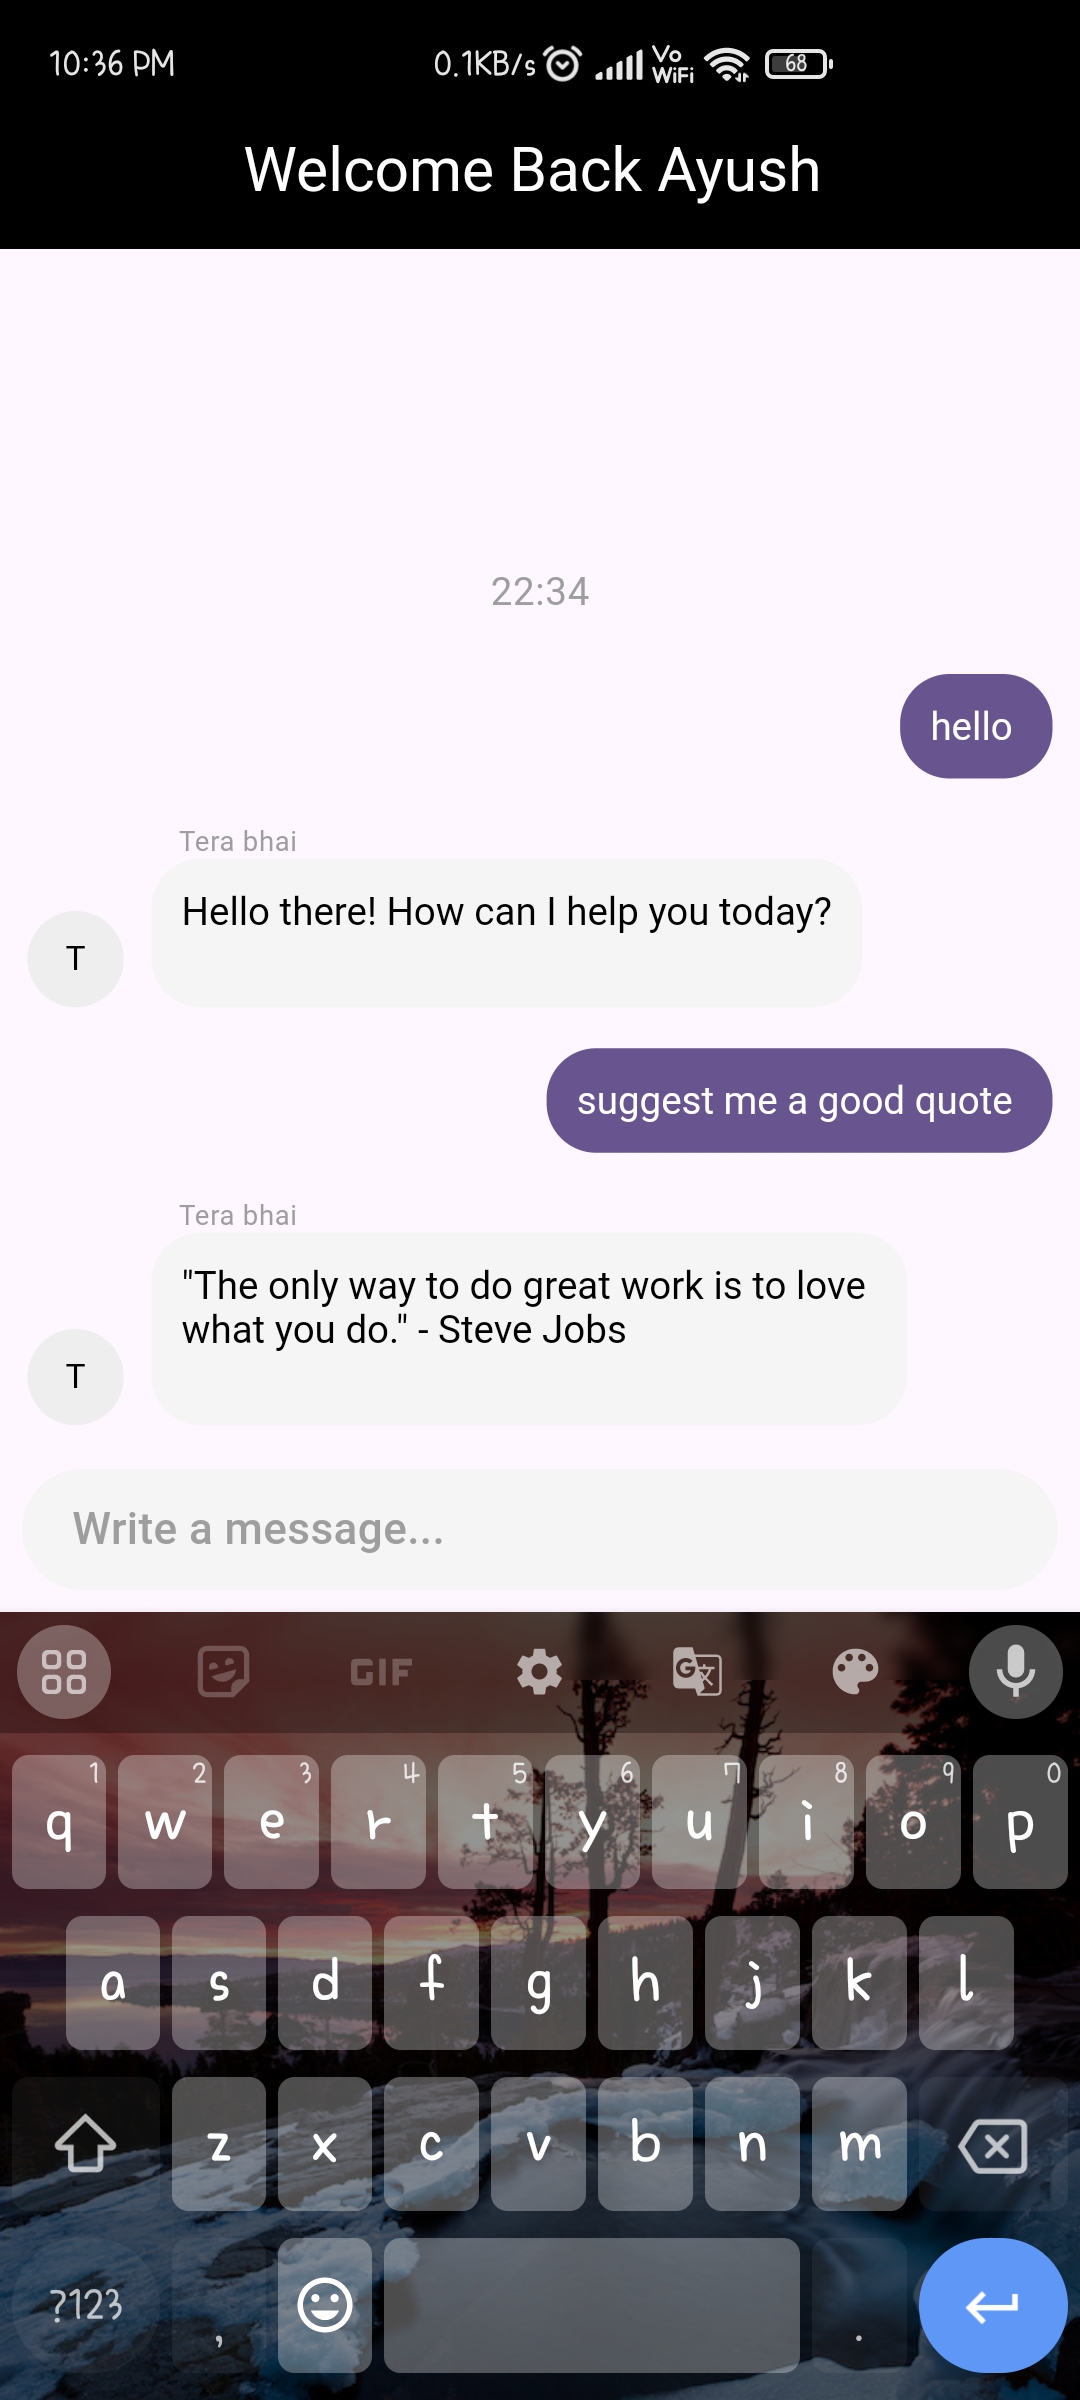 10:36 PM
0.1KB/s
Vo
WiFi
68
Welcome Back Ayush
22:34
hello
Tera bhai
Hello there! How can I help you today?
T
suggest me a good quote
Tera bhai
"The only way to do great work is to love
what you do." - Steve Jobs
T
Write a message...
GIF
G 文
1 2 3 4 5 6 7 8 9 0
q w e r t y u i o p
a s d f g h j k l
z x c v b n m
?123 , .